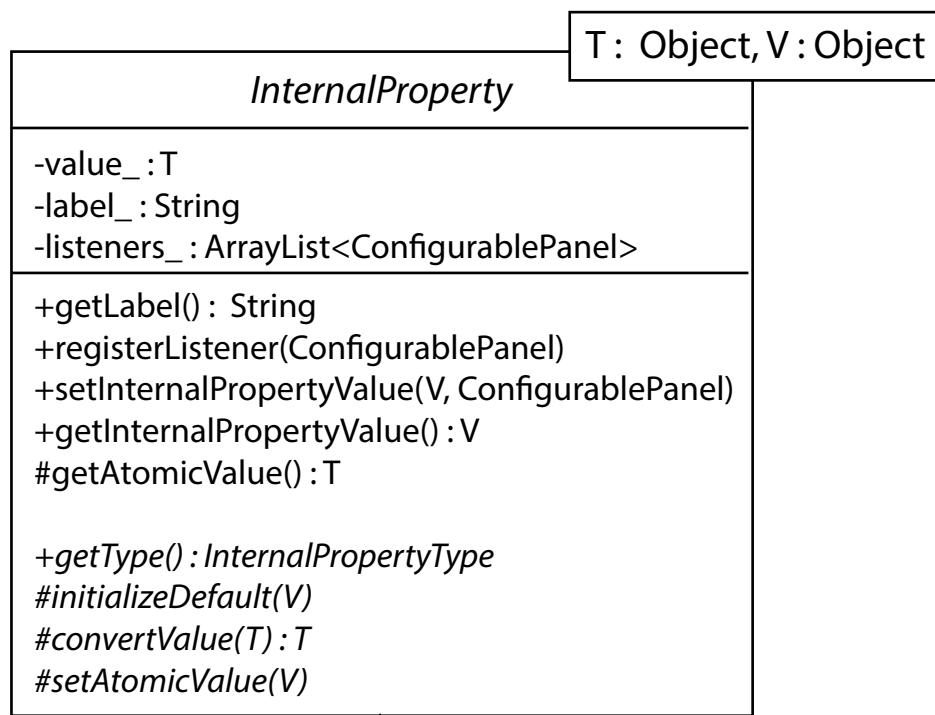 T : Object, V : Object
InternalProperty
-value_ : T
-label_ : String
-listeners_ : ArrayList<ConfigurablePanel>
+getLabel() : String
+registerListener(ConfigurablePanel)
+setInternalPropertyValue(V, ConfigurablePanel)
+getInternalPropertyValue() : V
#getAtomicValue() : T
+getType() : InternalPropertyType
#initializeDefault(V)
#convertValue(T) : T
#setAtomicValue(V)